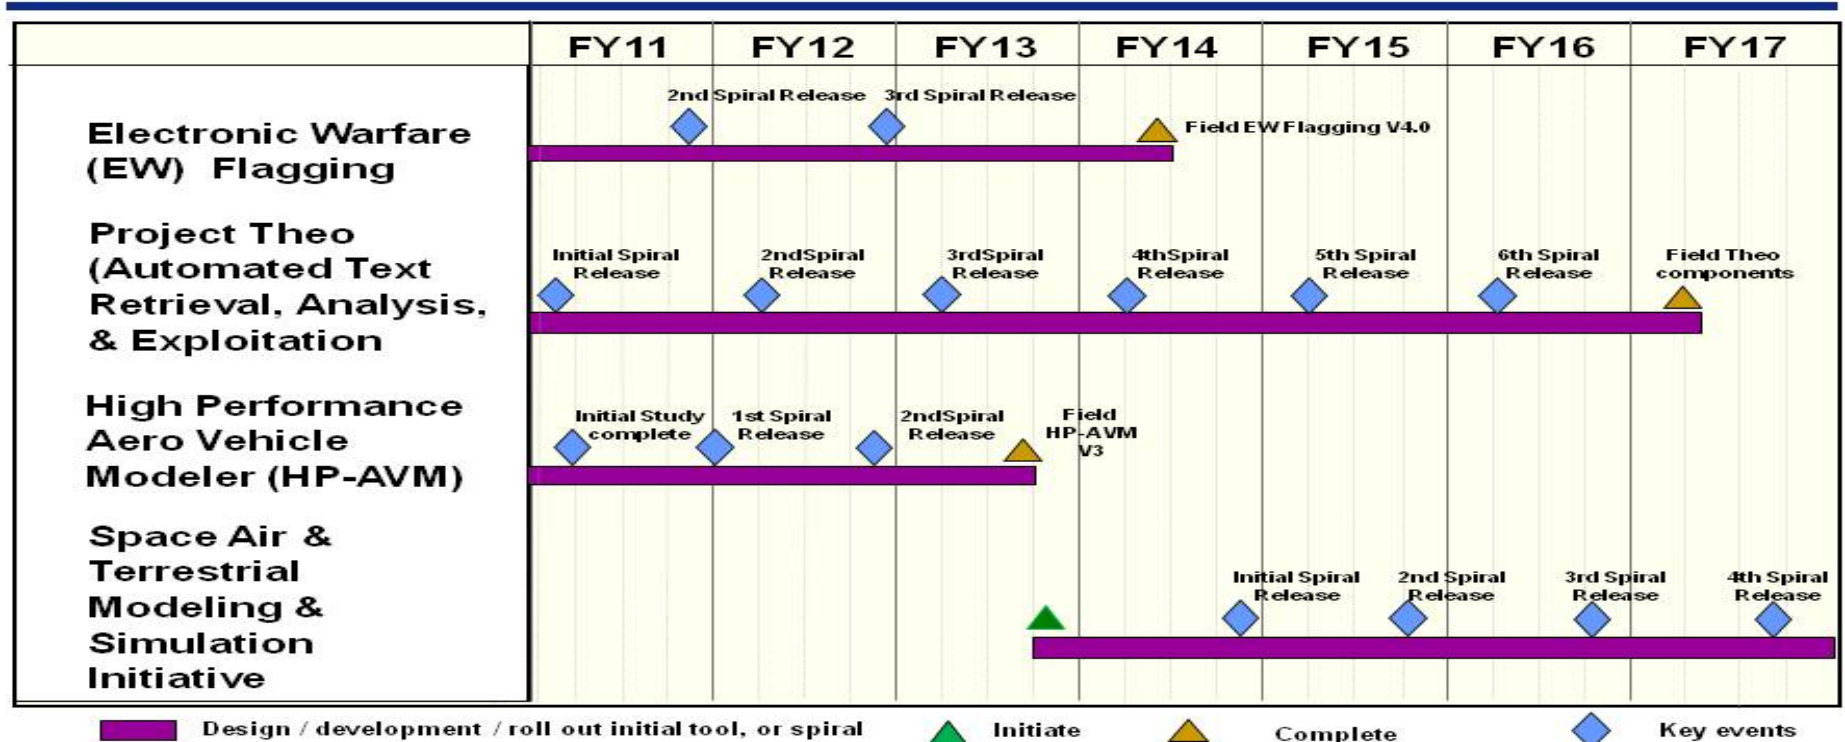 FY11 FY12 FY13 FY14 FY15 FY16 FY17
Electronic Warfare
(EW) Flagging
2nd Spiral Release
3rd Spiral Release
Field EW Flagging V4.0
Project Theo
(Automated Text
Retrieval, Analysis,
& Exploitation
Initial Spiral
Release
2ndSpiral
Release
3rdSpiral
Release
4thSpiral
Release
5th Spiral
Release
6th Spiral
Release
Field Theo
components
High Performance
Aero Vehicle
Modeler (HP-AVM)
Initial Study
complete
1st Spiral
Release
2ndSpiral
Release
Field
HP-AVM
V3
Space Air &
Terrestrial
Modeling &
Simulation
Initiative
Initial Spiral
Release
2nd Spiral
Release
3rd Spiral
Release
4th Spiral
Release
Design / development / roll out initial tool, or spiral
Initiate
Complete
Key events